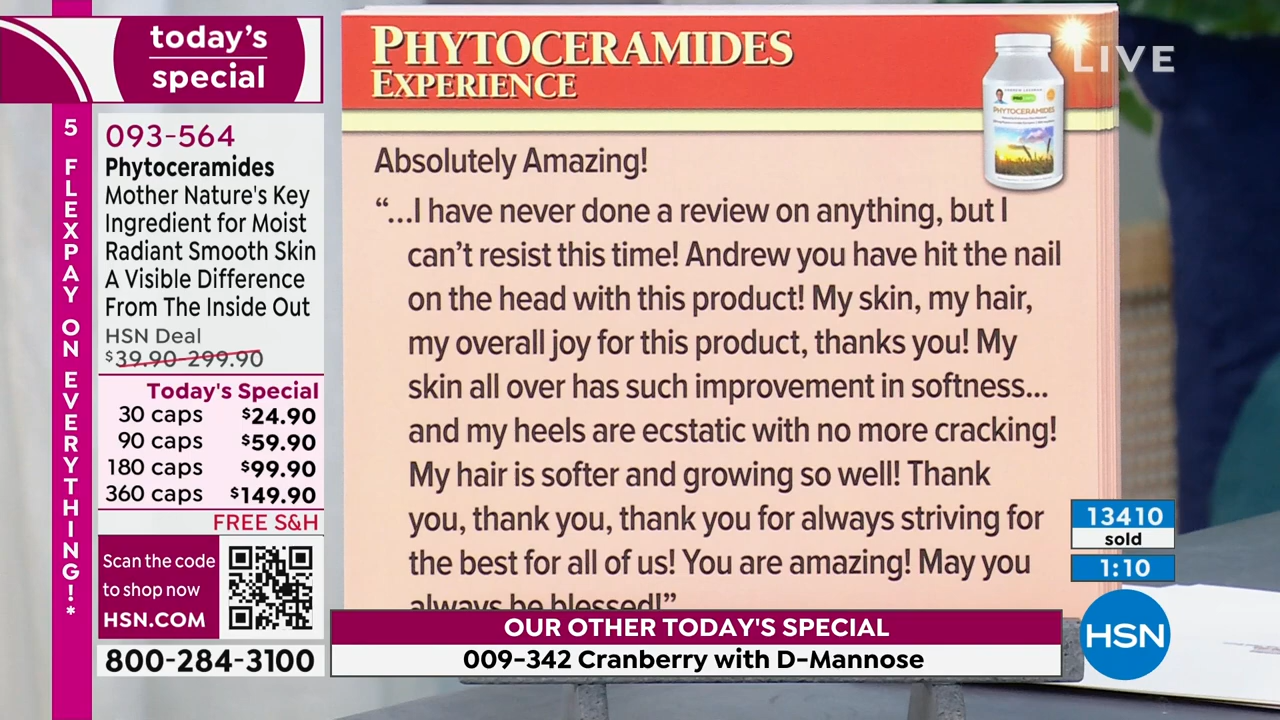 today's
special
5 FLEXPAY ON EVERYTHING!*
093-564
Phytoceramides
Mother Nature's Key
Ingredient for Moist
Radiant Smooth Skin
A Visible Difference
From The Inside Out
HSN Deal
$39.90-299.90
Today's Special
30 caps $24.90
90 caps $59.90
180 caps $99.90
360 caps $149.90
FREE S&H
Scan the code
to shop now
HSN.COM
800-284-3100
PHYTOCERAMIDES
EXPERIENCE
LIVE
ANDREW LESSMAN
PHYTOCERAMIDES
Absolutely Amazing!
“...I have never done a review on anything, but I
can't resist this time! Andrew you have hit the nail
on the head with this product! My skin, my hair,
my overall joy for this product, thanks you! My
skin all over has such improvement in softness...
and my heels are ecstatic with no more cracking!
My hair is softer and growing so well! Thank
you, thank you, thank you for always striving for
the best for all of us! You are amazing! May you
always be blessed!”
13410
sold
1:10
HSN
OUR OTHER TODAY'S SPECIAL
009-342 Cranberry with D-Mannose